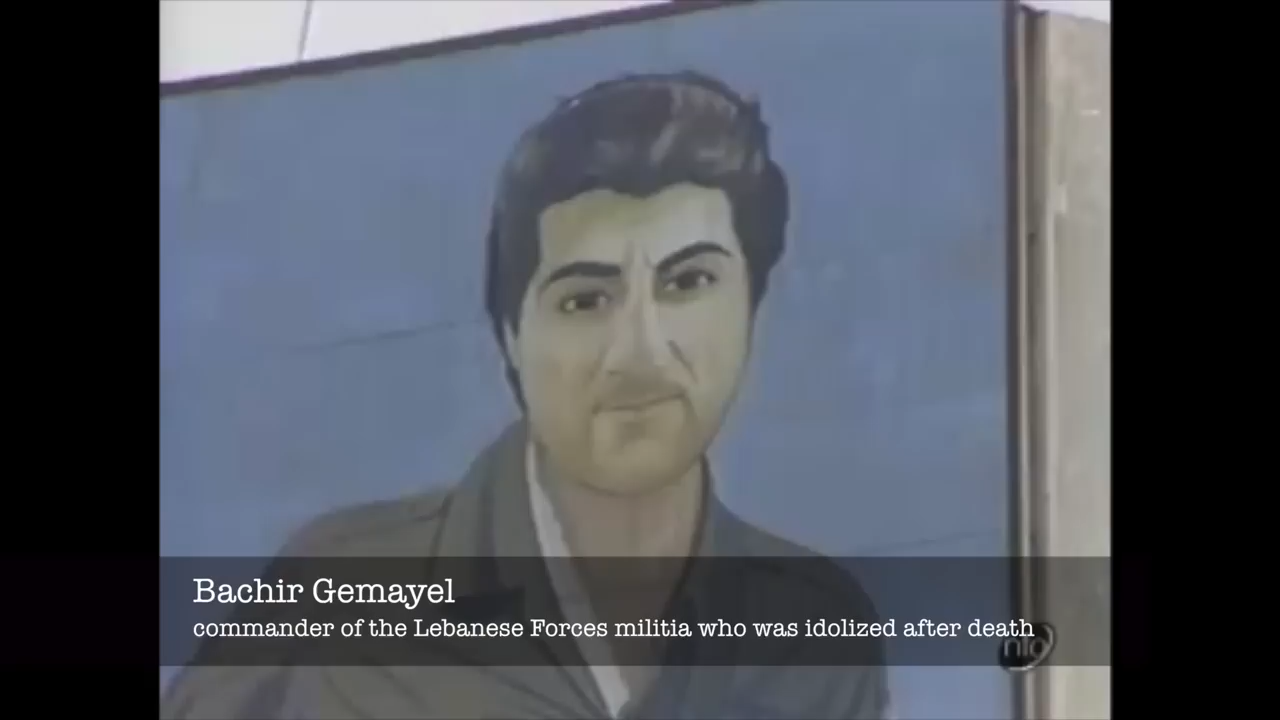 Bachir Gemayel
commander of the Lebanese Forces militia who was idolized after death